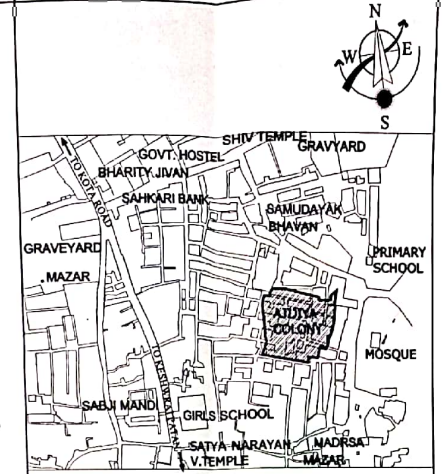 N
W
E
S
SHIV TEMPLE
GRAVYARD
GOVT. HOSTEL
BHARITY JIVAN
TO KOTA ROAD
SAHKARI BANK
SAMUDAYAK
BHAVAN
GRAVEYARD
MAZAR
PRIMARY
SCHOOL
COLONY
MOSQUE
SABJI MANDI
GIRLS SCHOOL
SATYA NARAYAN
V.TEMPLE
MADRSA
MAZAR